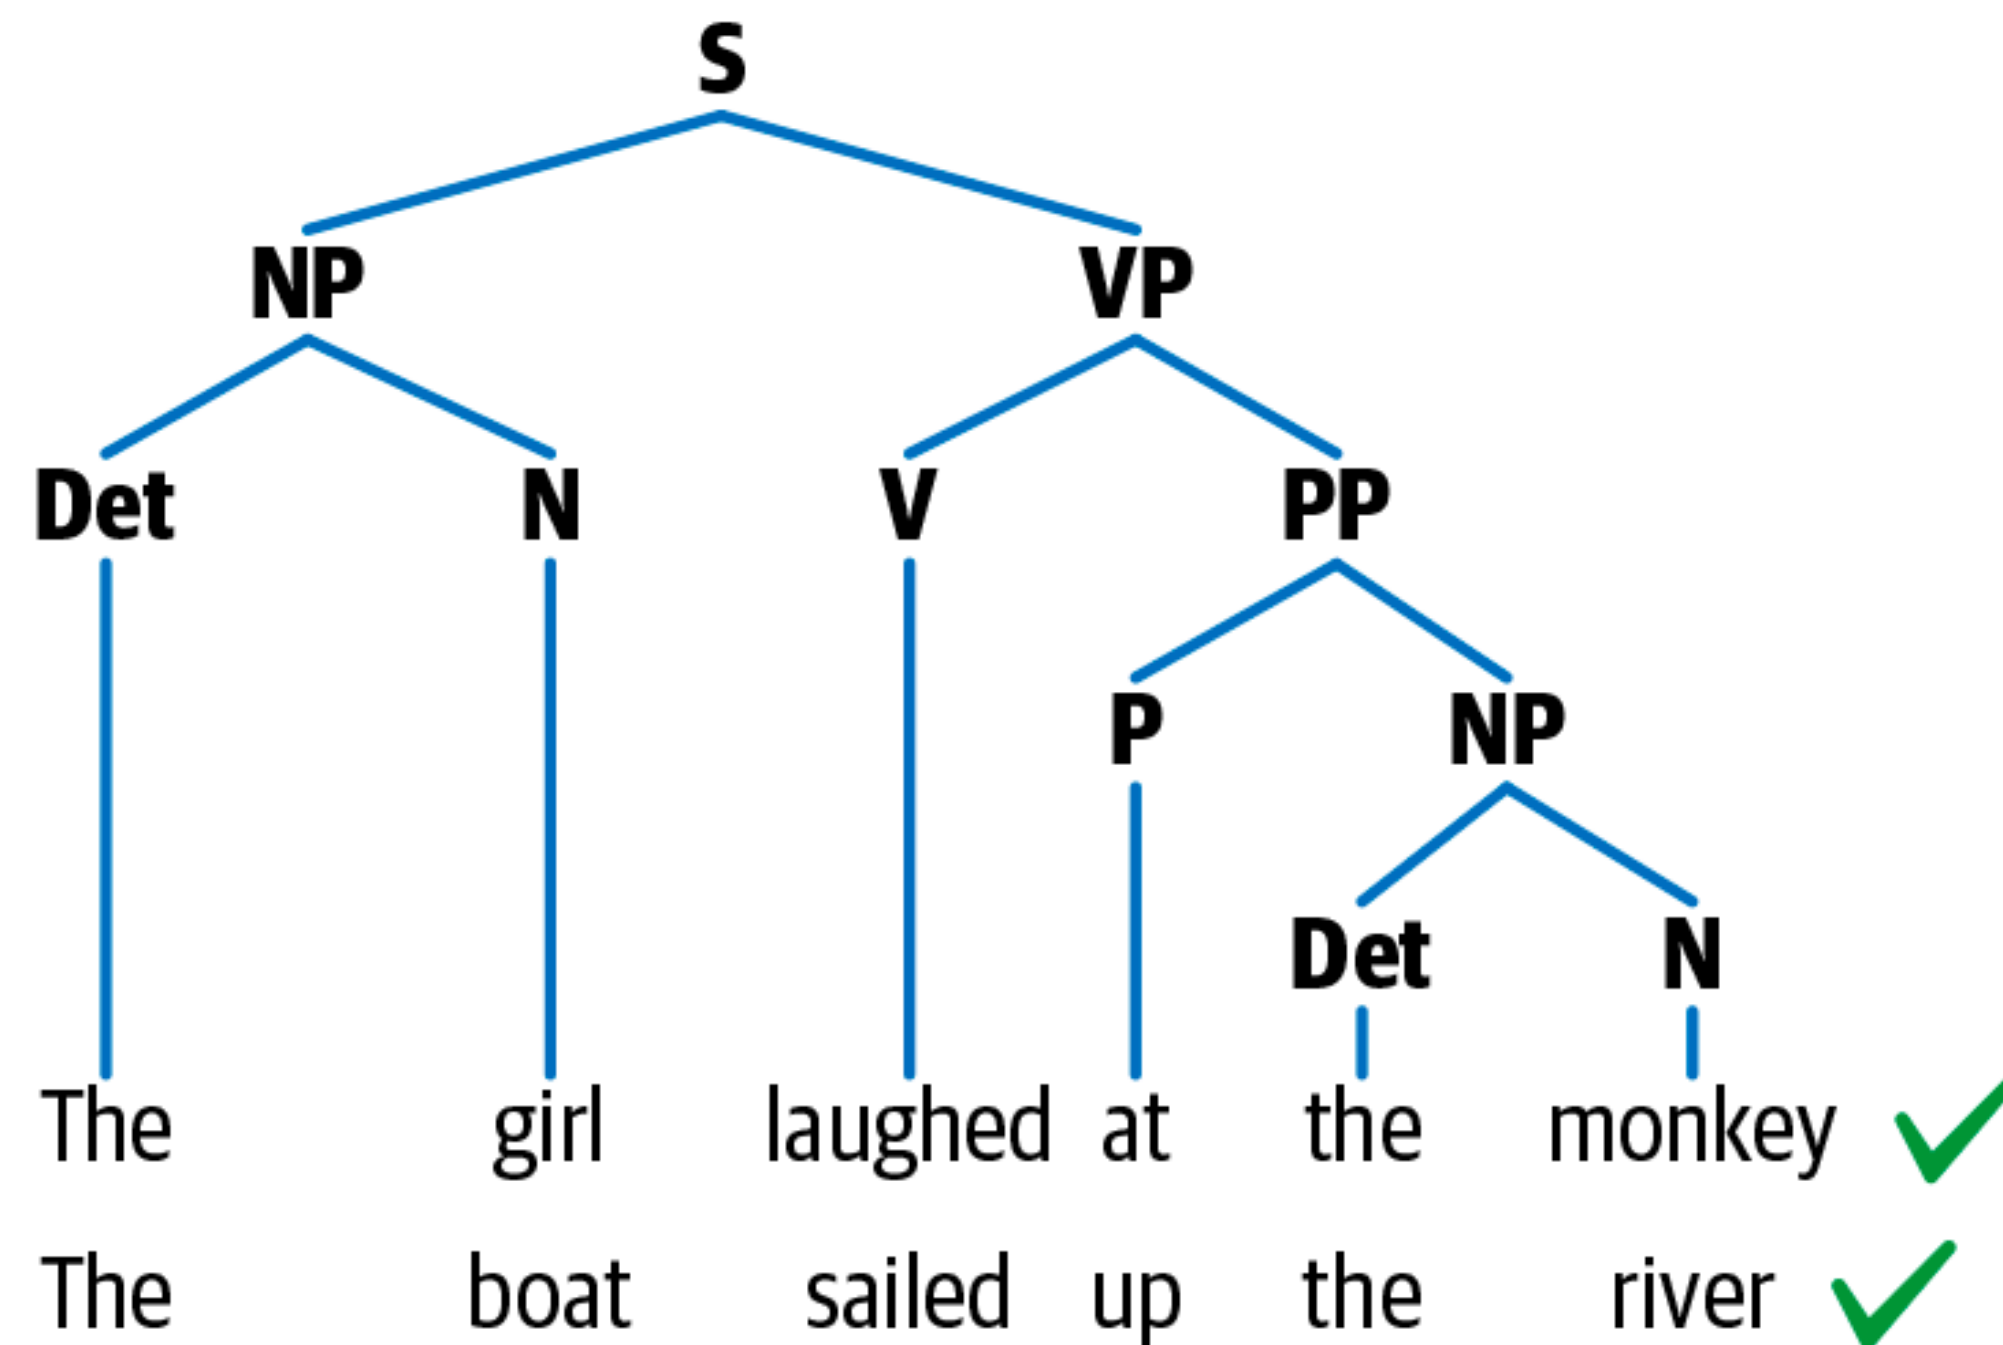 S
NP VP
Det N V PP
P NP
Det N
The girl laughed at the monkey
The boat sailed up the river